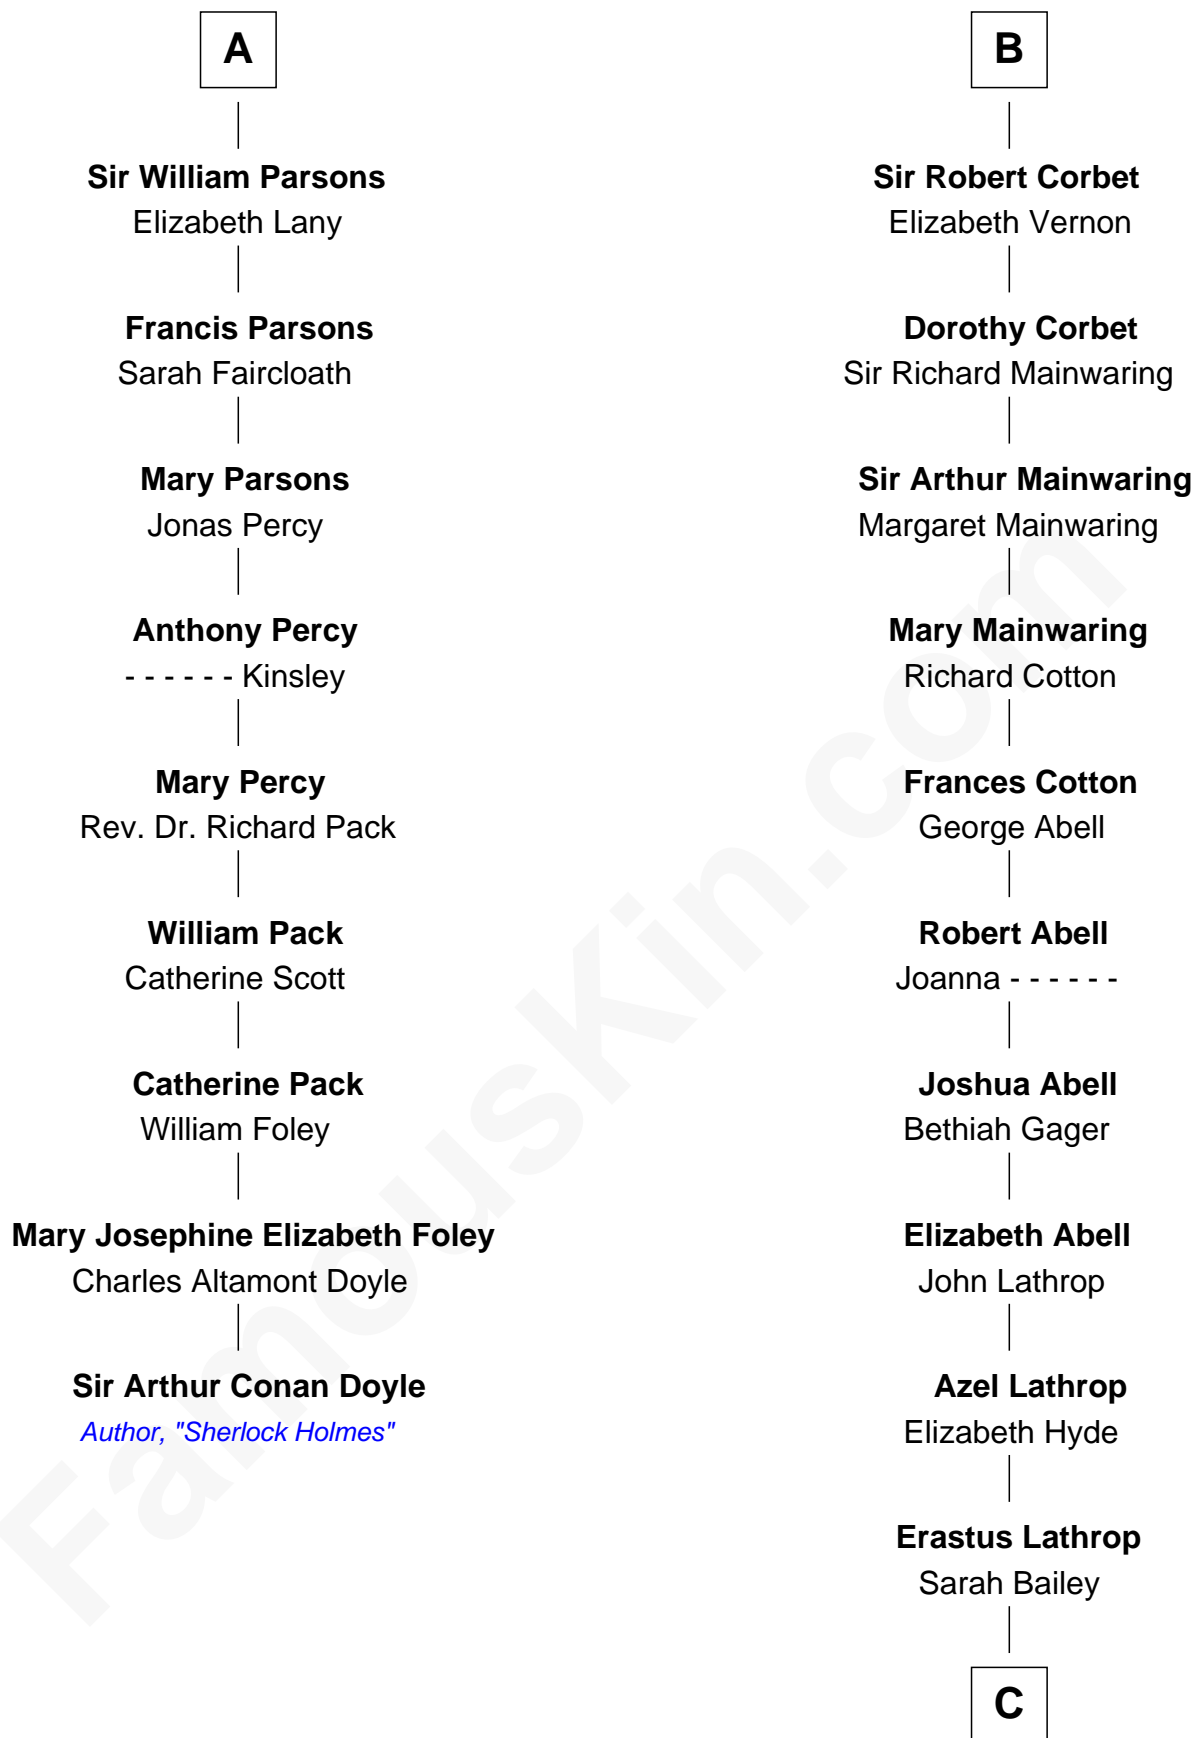 A
Sir William Parsons
Elizabeth Lany
Francis Parsons
Sarah Faircloath
Mary Parsons
Jonas Percy
Anthony Percy
- - - - - - Kinsley
Mary Percy
Rev. Dr. Richard Pack
William Pack
Catherine Scott
Catherine Pack
William Foley
Mary Josephine Elizabeth Foley
Charles Altamont Doyle
Sir Arthur Conan Doyle
Author, "Sherlock Holmes"
B
Sir Robert Corbet
Elizabeth Vernon
Dorothy Corbet
Sir Richard Mainwaring
Sir Arthur Mainwaring
Margaret Mainwaring
Mary Mainwaring
Richard Cotton
Frances Cotton
George Abell
Robert Abell
Joanna - - - - - -
Joshua Abell
Bethiah Gager
Elizabeth Abell
John Lathrop
Azel Lathrop
Elizabeth Hyde
Erastus Lathrop
Sarah Bailey
C
FamousKin.com